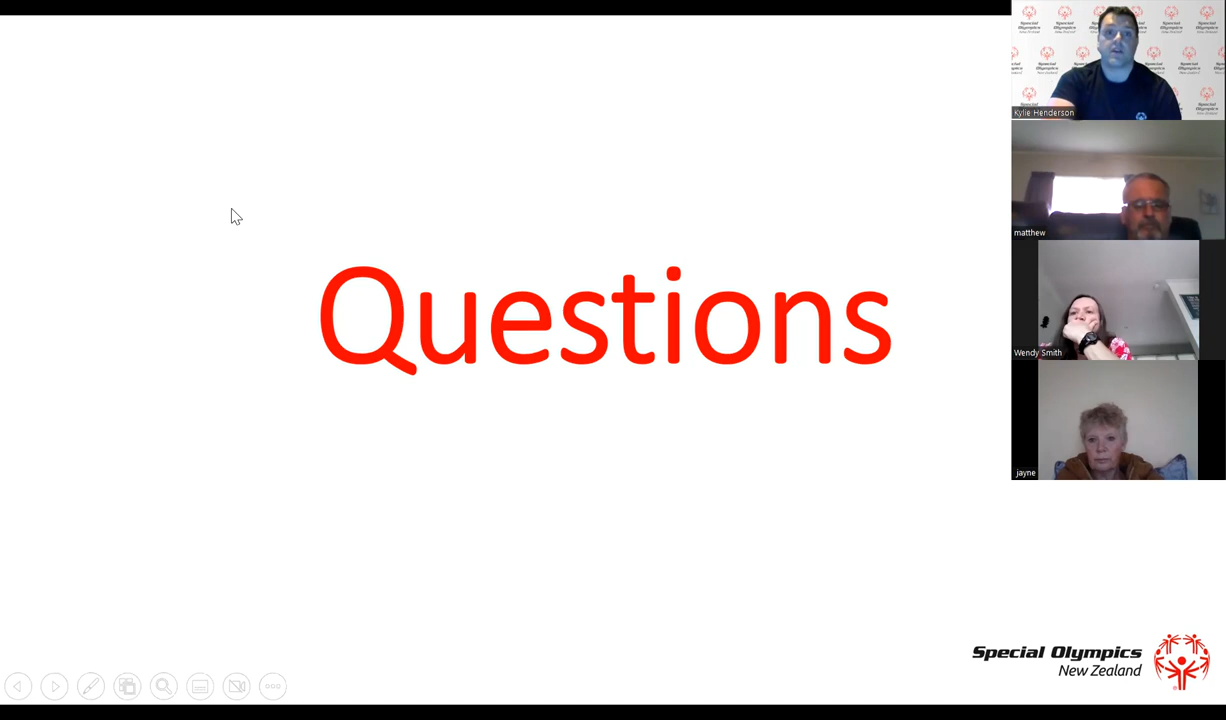 Questions
Special Olympics
New Zealand
Kylie Henderson
matthew
Wendy Smith
jayne